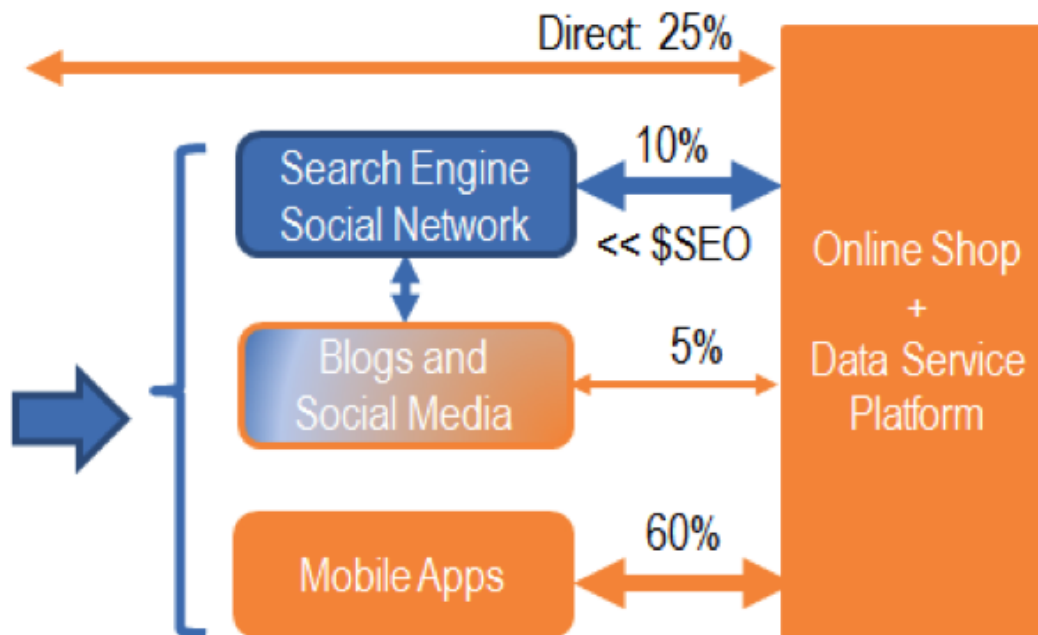 Direct: 25%
Search Engine
Social Network
10%
<< $SEO
Blogs and
Social Media
5%
Mobile Apps
60%
Online Shop
+
Data Service
Platform